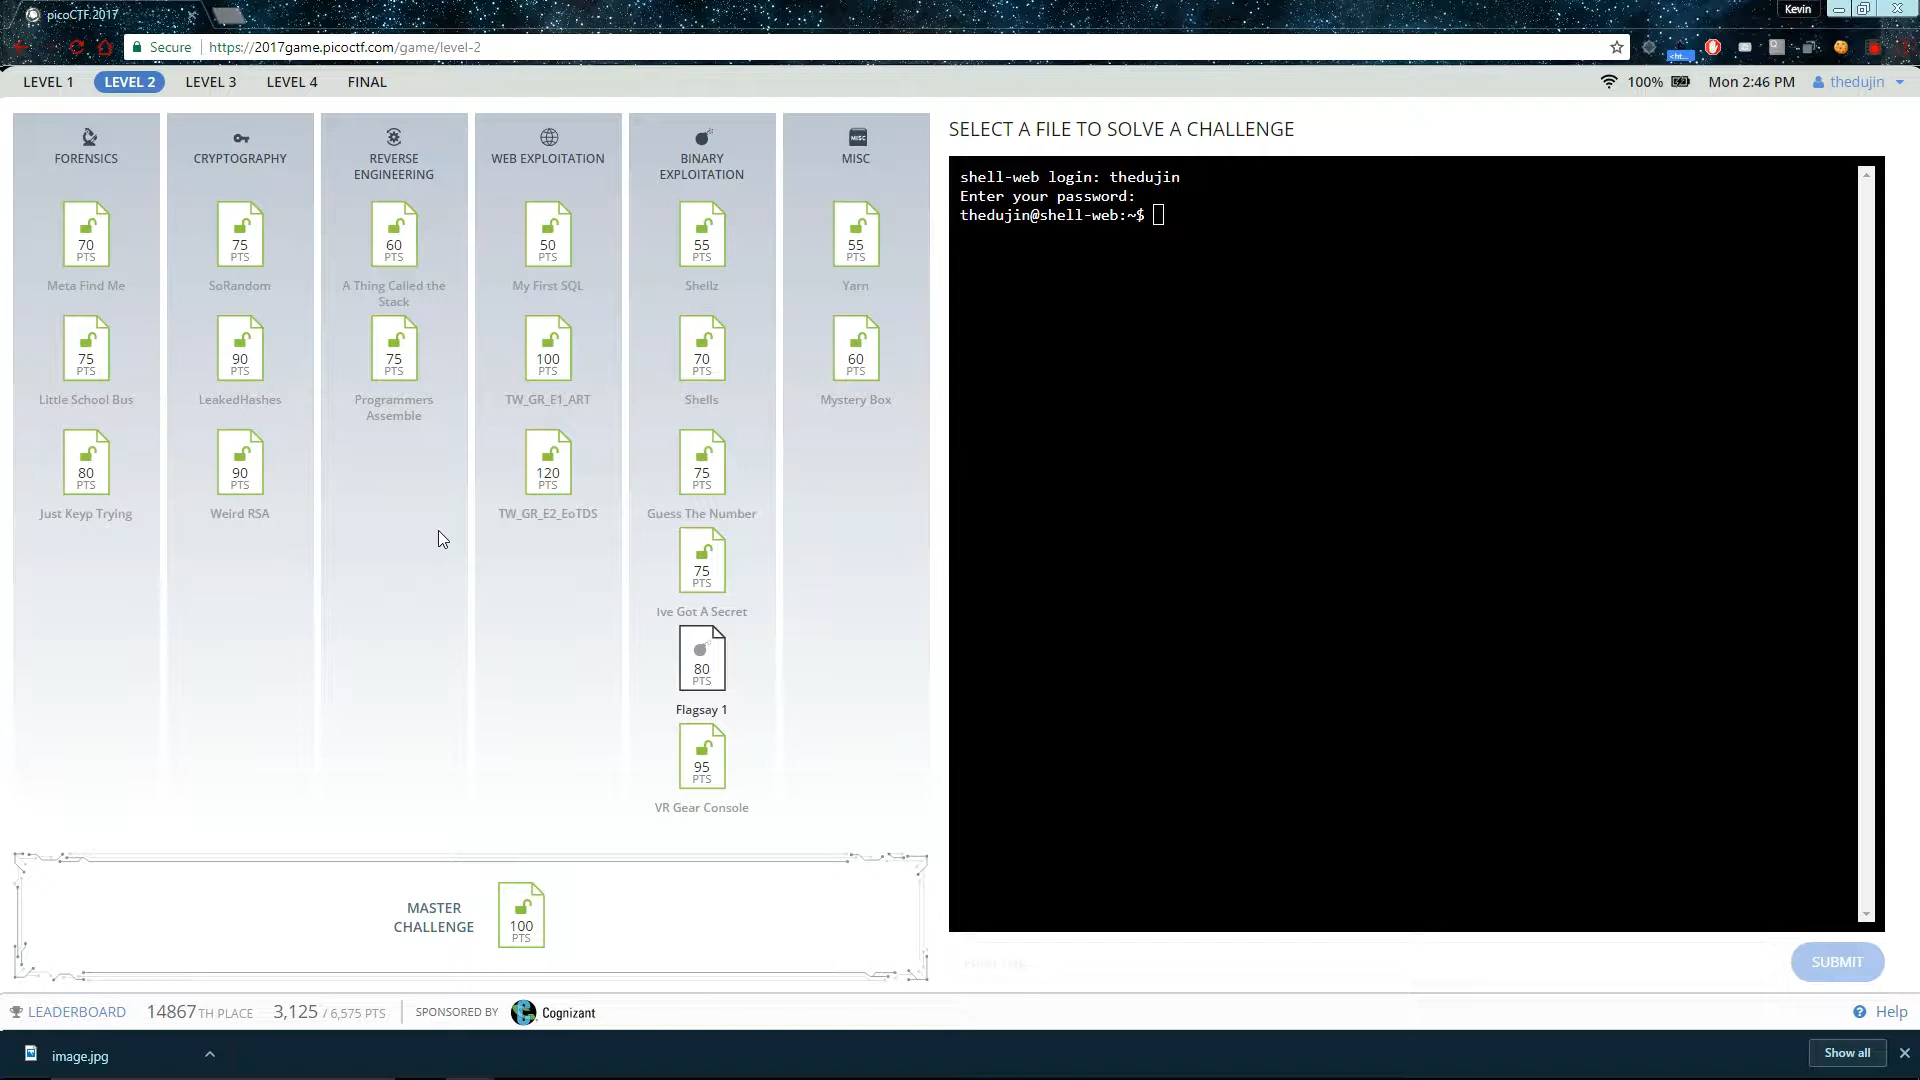 picoCTF 2017
Kevin
Secure
https://2017game.picoctf.com/game/level-2
LEVEL 1
LEVEL 2
LEVEL 3
LEVEL 4
FINAL
100%
Mon 2:46 PM
thedujin
FORENSICS
70
PTS
Meta Find Me
75
PTS
Little School Bus
80
PTS
Just Keyp Trying
CRYPTOGRAPHY
75
PTS
SoRandom
90
PTS
LeakedHashes
90
PTS
Weird RSA
REVERSE
ENGINEERING
60
PTS
A Thing Called the
Stack
75
PTS
Programmers
Assemble
WEB EXPLOITATION
50
PTS
My First SQL
100
PTS
TW_GR_E1_ART
120
PTS
TW_GR_E2_EoTDS
BINARY
EXPLOITATION
55
PTS
Shellz
70
PTS
Shells
75
PTS
Guess The Number
75
PTS
Ive Got A Secret
80
PTS
Flagsay 1
95
PTS
VR Gear Console
MISC
MISC
55
PTS
Yarn
60
PTS
Mystery Box
MASTER
CHALLENGE
100
PTS
SELECT A FILE TO SOLVE A CHALLENGE
shell-web login: thedujin
Enter your password:
thedujin@shell-web:~$
SUBMIT
LEADERBOARD
14867 TH PLACE
3,125 / 6,575 PTS
SPONSORED BY
Cognizant
Help
image.jpg
Show all